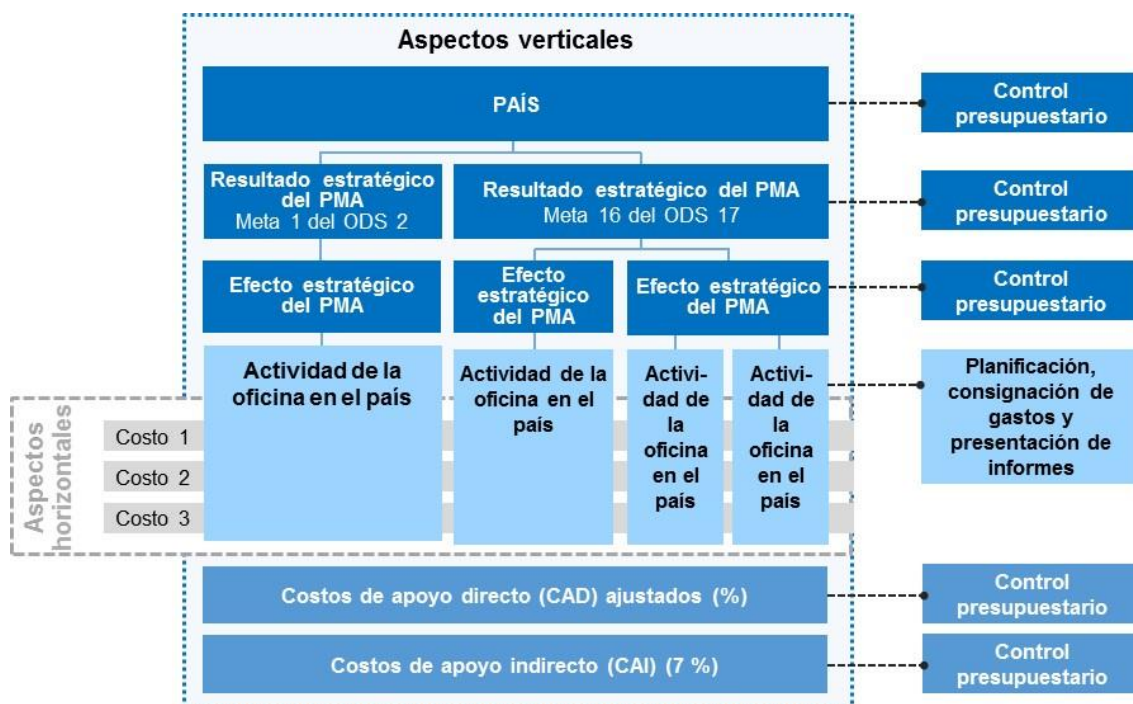 Aspectos verticales
PAÍS
Control
presupuestario
Resultado estratégico
del PMA
Meta 1 del ODS 2
Resultado estratégico del PMA
Meta 16 del ODS 17
Control
presupuestario
Efecto estratégico
del PMA
Efecto
estratégico
del PMA
Efecto estratégico
del PMA
Control
presupuestario
Actividad de la
oficina en el país
Actividad de la
oficina en el
país
Activi-
dad de
la
oficina
en el
país
Activi-
dad de
la
oficina
en el
país
Planificación,
consignación de
gastos y
presentación de
informes
Aspectos
horizontales
Costo 1
Costo 2
Costo 3
Costos de apoyo directo (CAD) ajustados (%)
Control
presupuestario
Costos de apoyo indirecto (CAI) (7 %)
Control
presupuestario